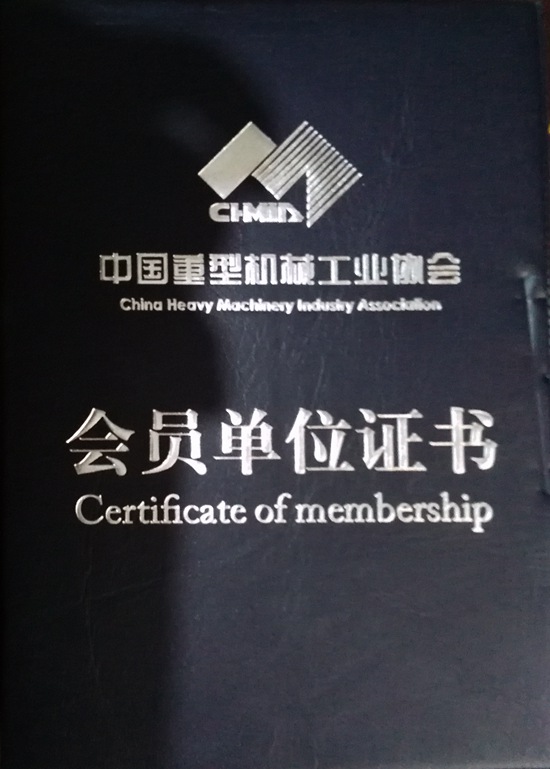 CHMIA
中国重型机械工业协会
China Heavy Machinery Industry Association
会员单位证书
Certificate of membership